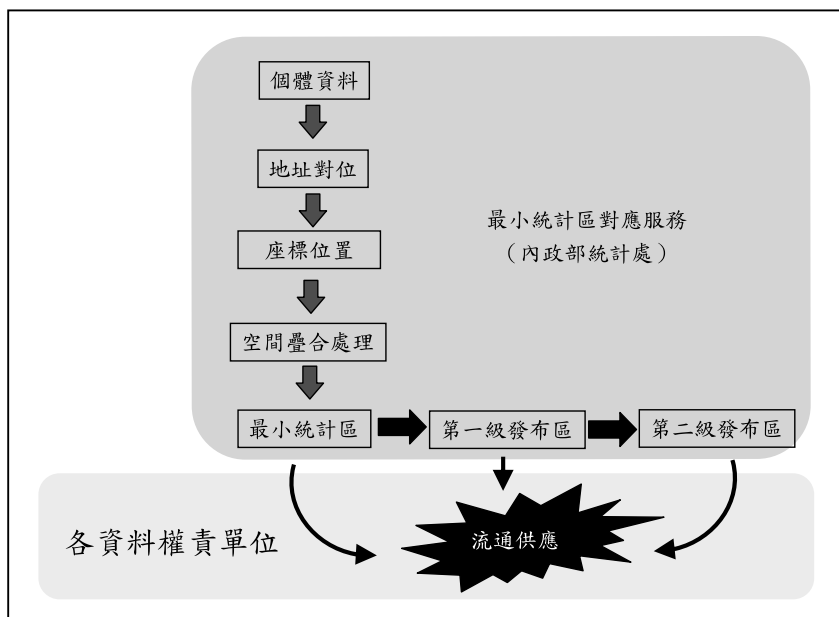 個體資料
地址對位
座標位置
空間疊合處理
最小統計區對應服務
（內政部統計處）
最小統計區
第一級發布區
第二級發布區
各資料權責單位
流通供應